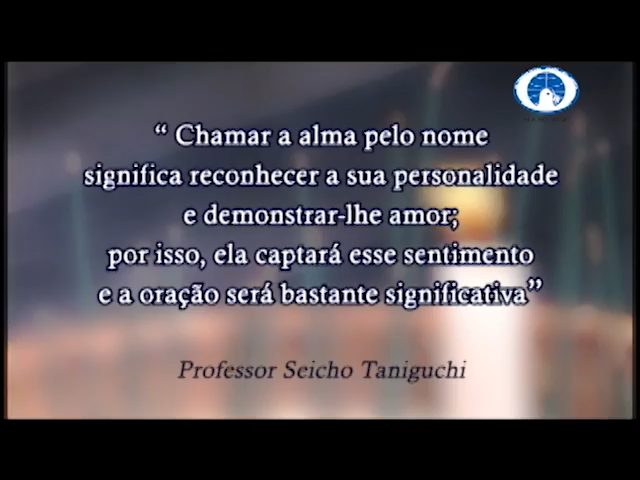 “ Chamar a alma pelo nome
significa reconhecer a sua personalidade
e demonstrar-lhe amor;
por isso, ela captará esse sentimento
e a oração será bastante significativa”
Professor Seicho Taniguchi